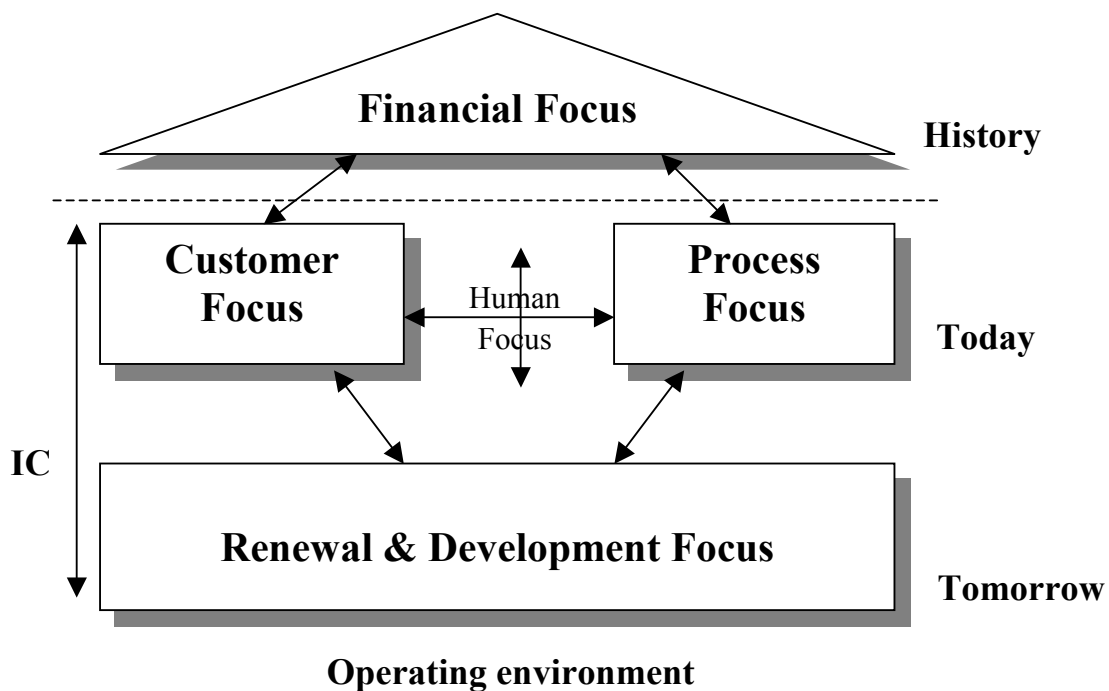 Financial Focus
History
Customer
Focus
Human
Focus
Process
Focus
Today
IC
Renewal & Development Focus
Tomorrow
Operating environment